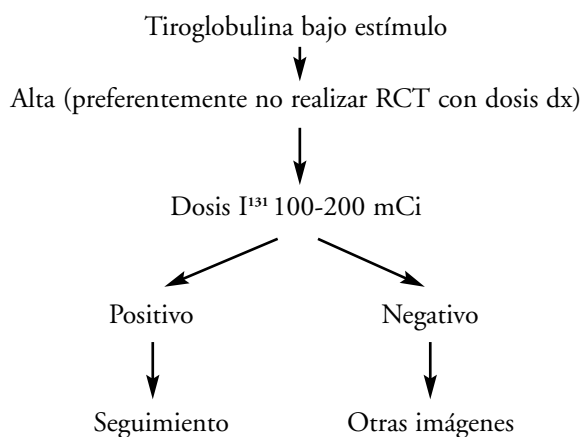 Tiroglobulina bajo estímulo
Alta (preferentemente no realizar RCT con dosis dx)
Dosis I¹³¹ 100-200 mCi
Positivo Negativo
Seguimiento Otras imágenes